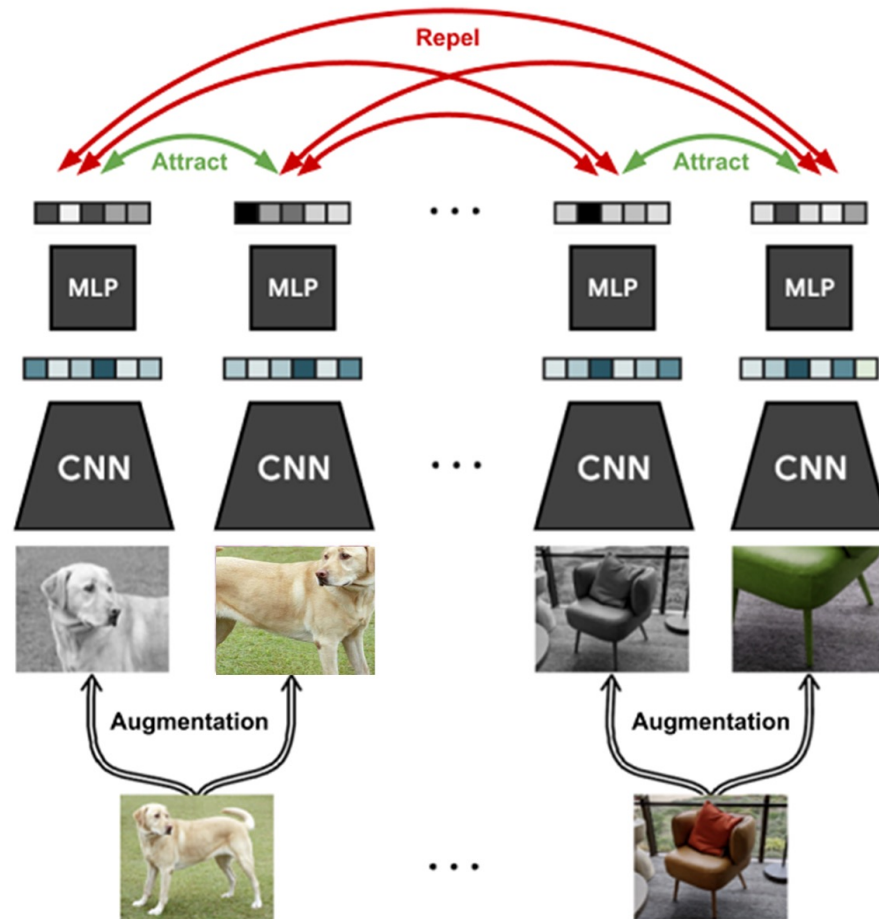 Repel
Attract
Attract
...
MLP
MLP
MLP
MLP
CNN
CNN
...
CNN
CNN
Augmentation
Augmentation
...